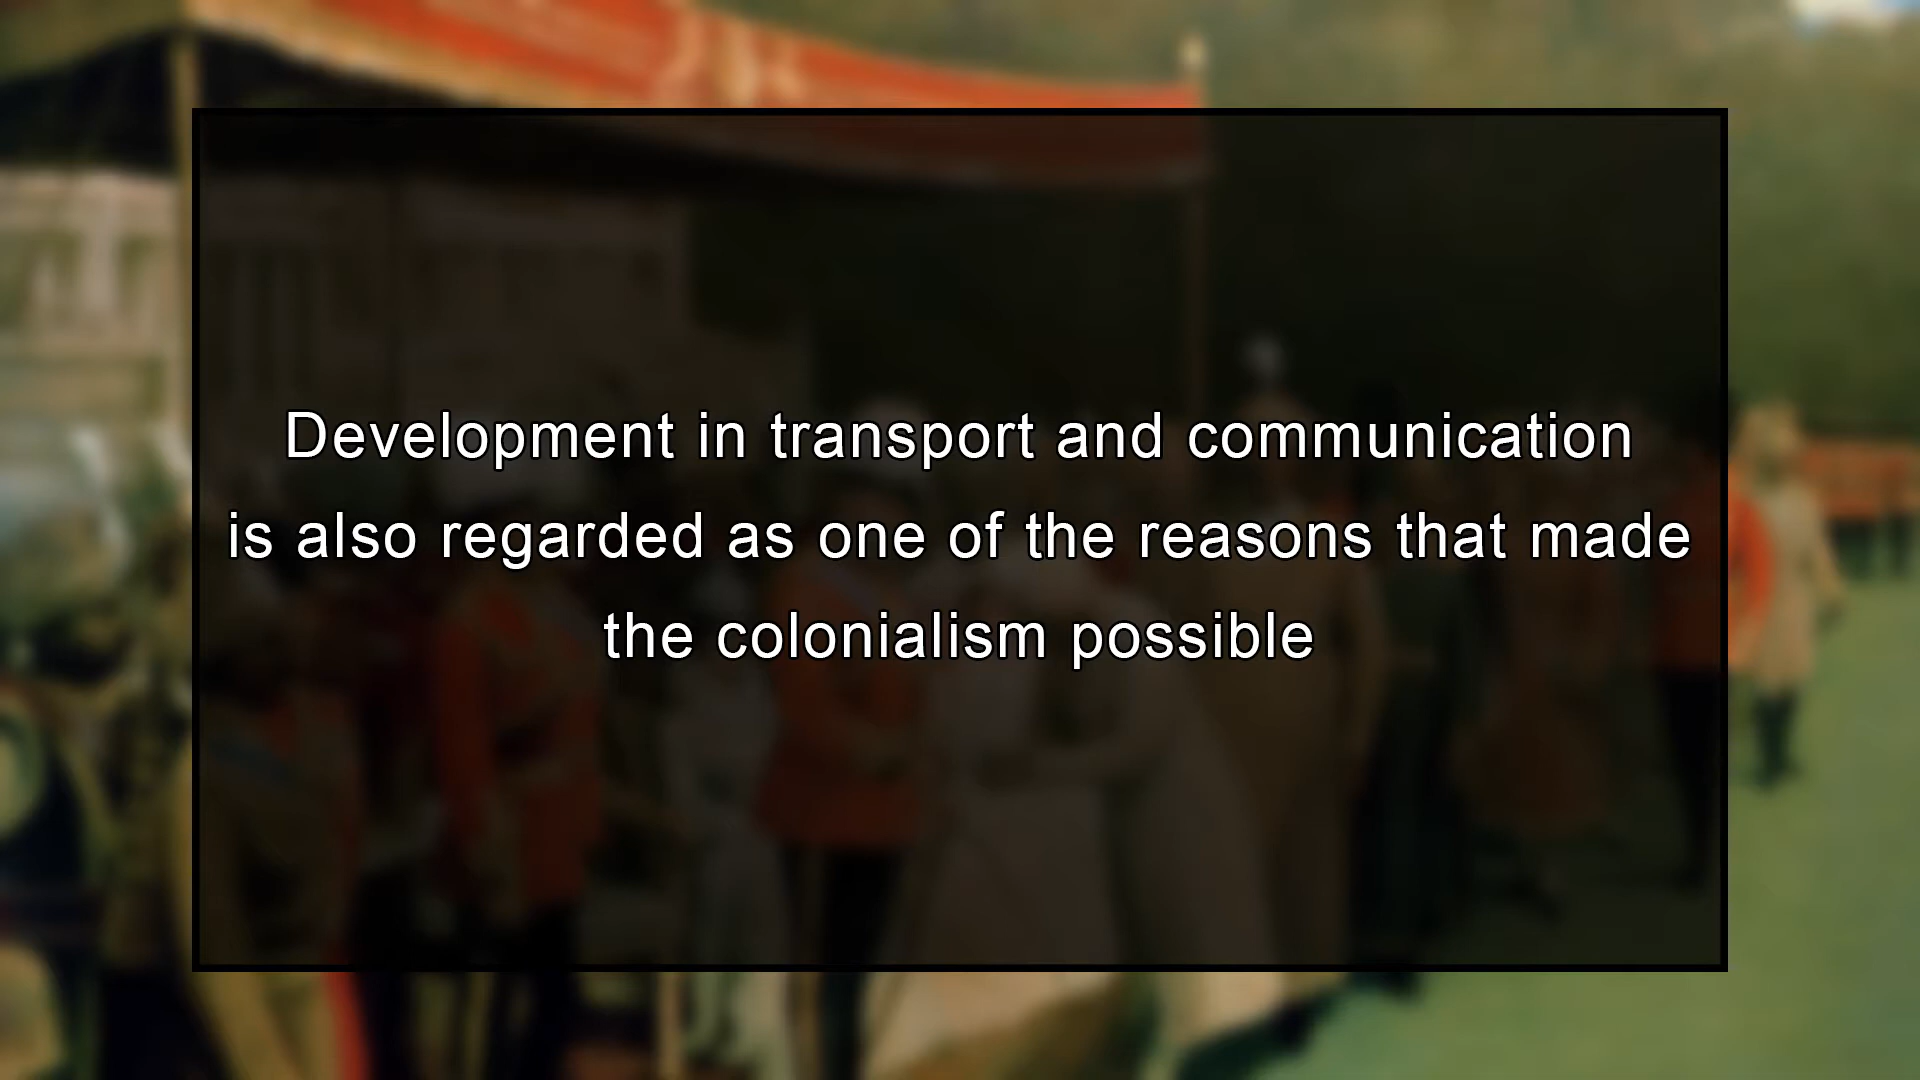 Development in transport and communication
is also regarded as one of the reasons that made
the colonialism possible